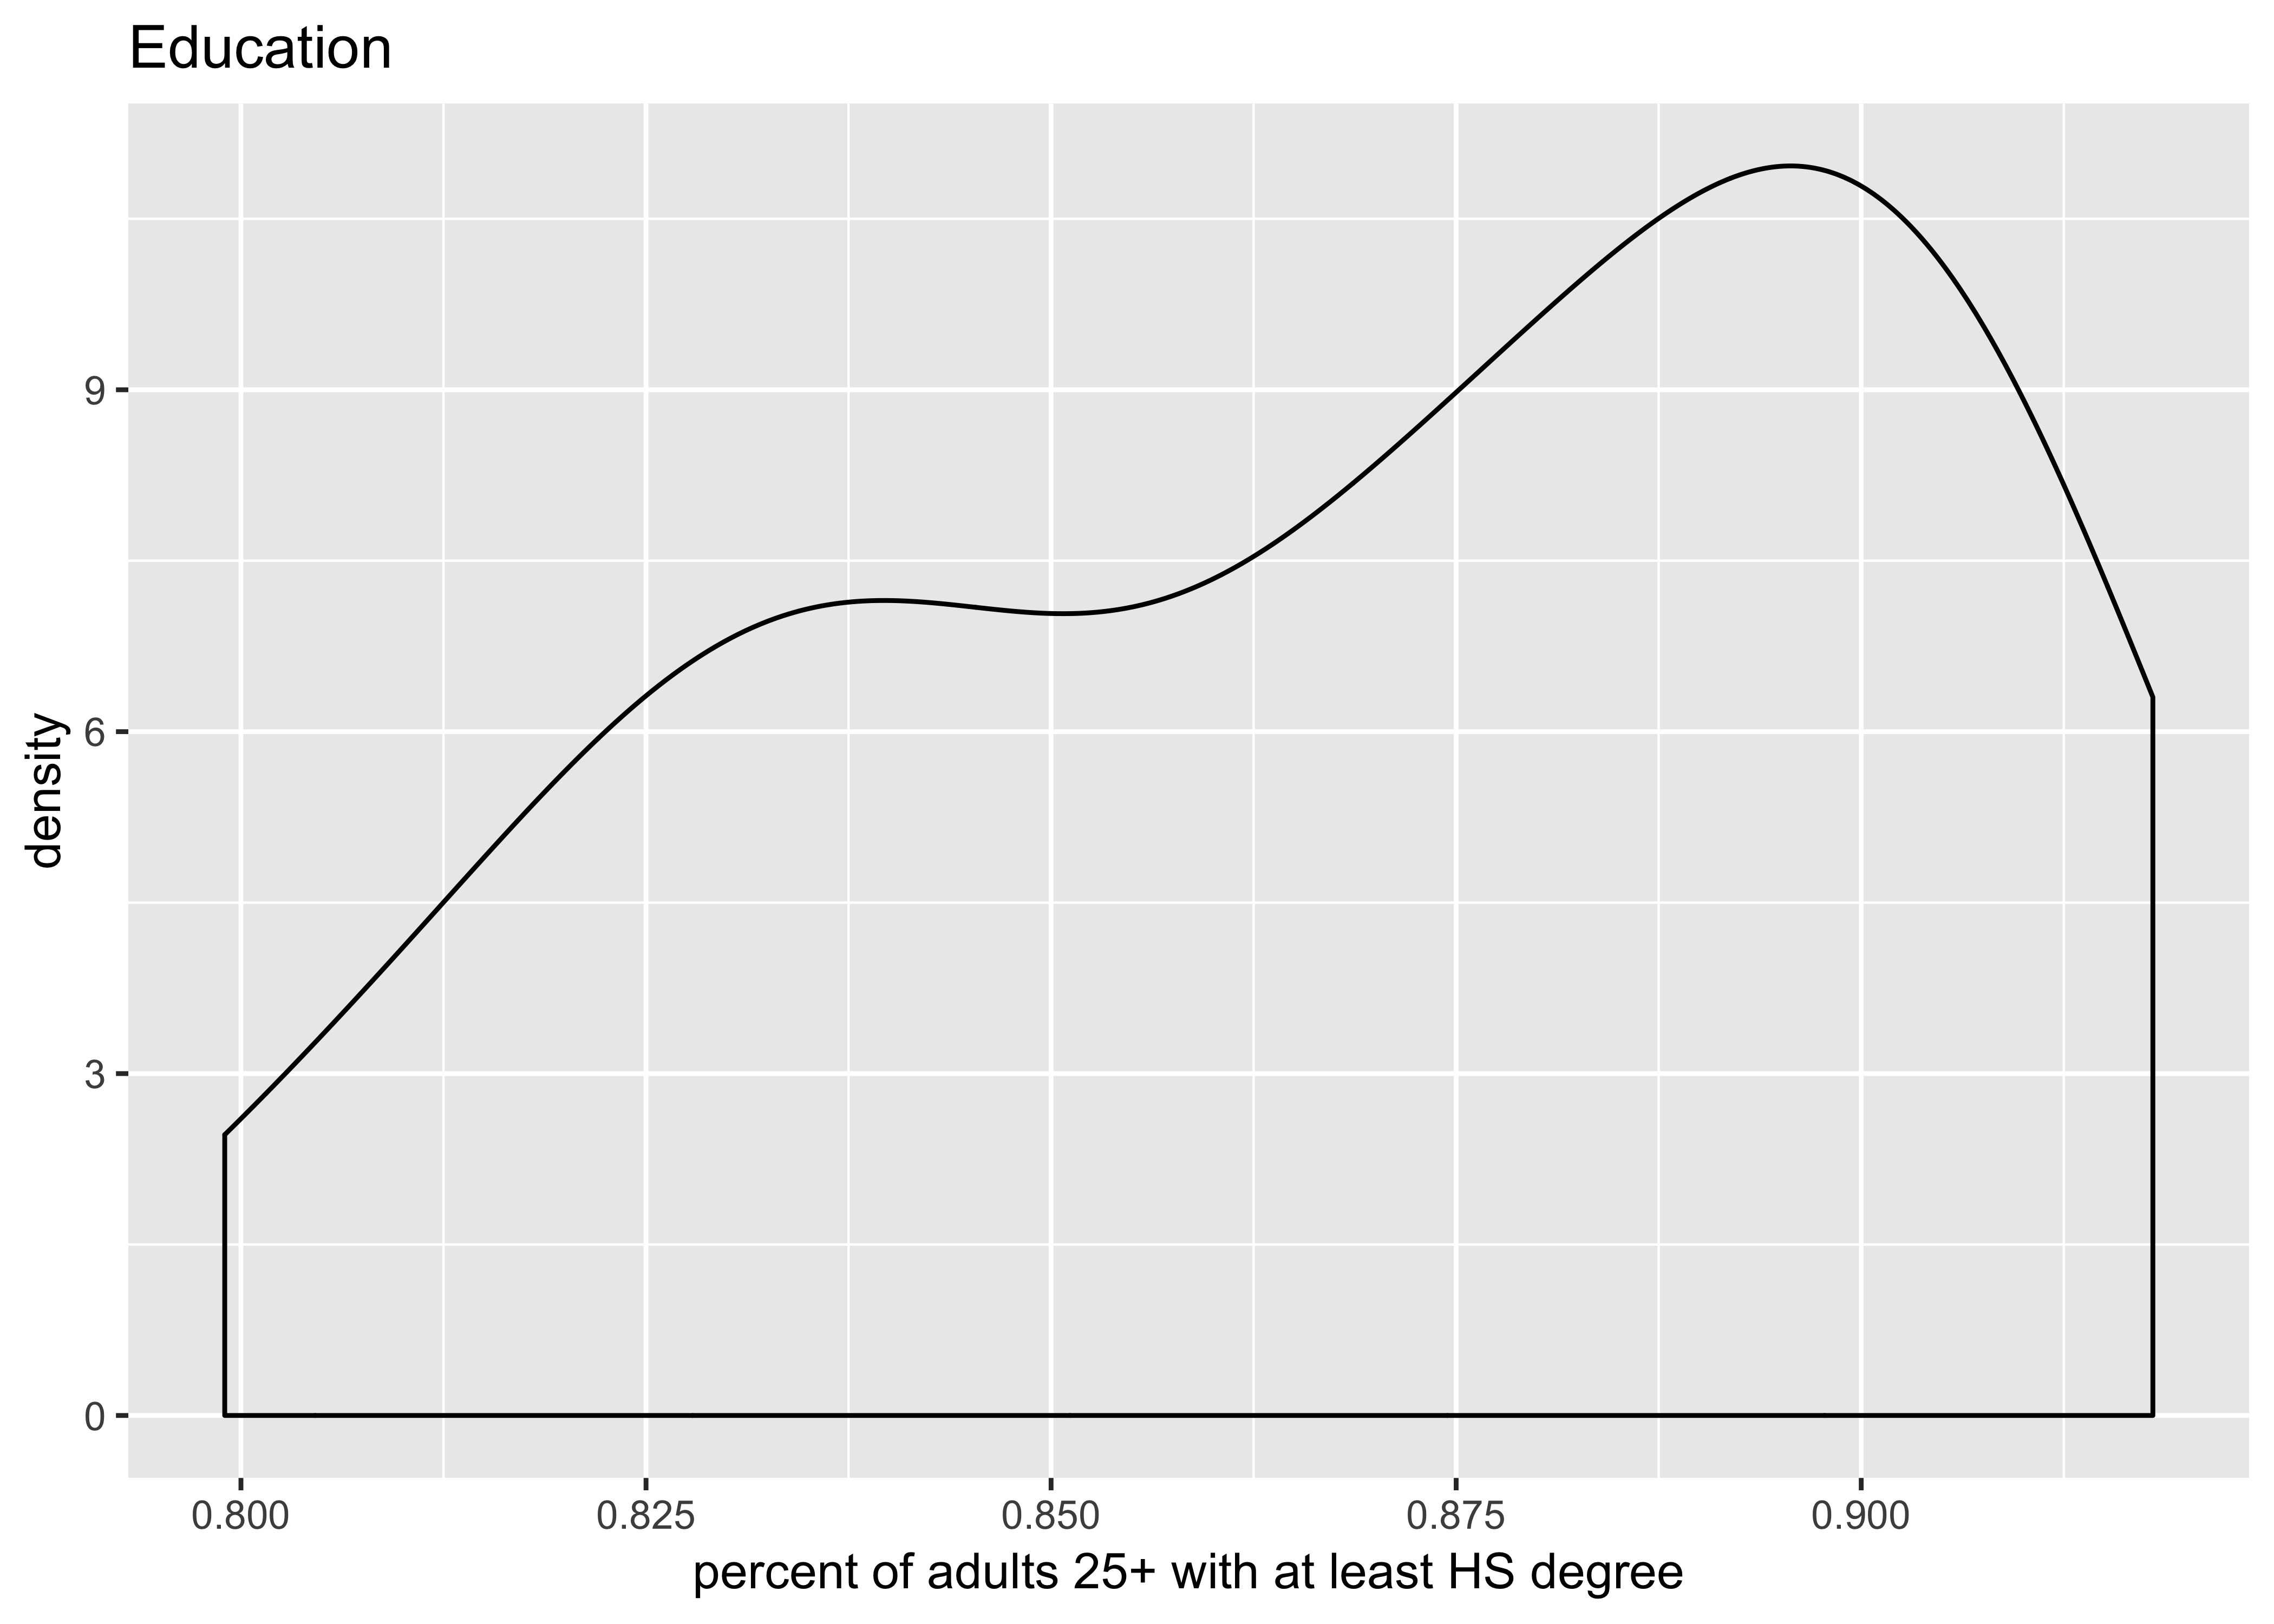 Education
density
9
6
3
0
0.800 0.825 0.850 0.875 0.900
percent of adults 25+ with at least HS degree